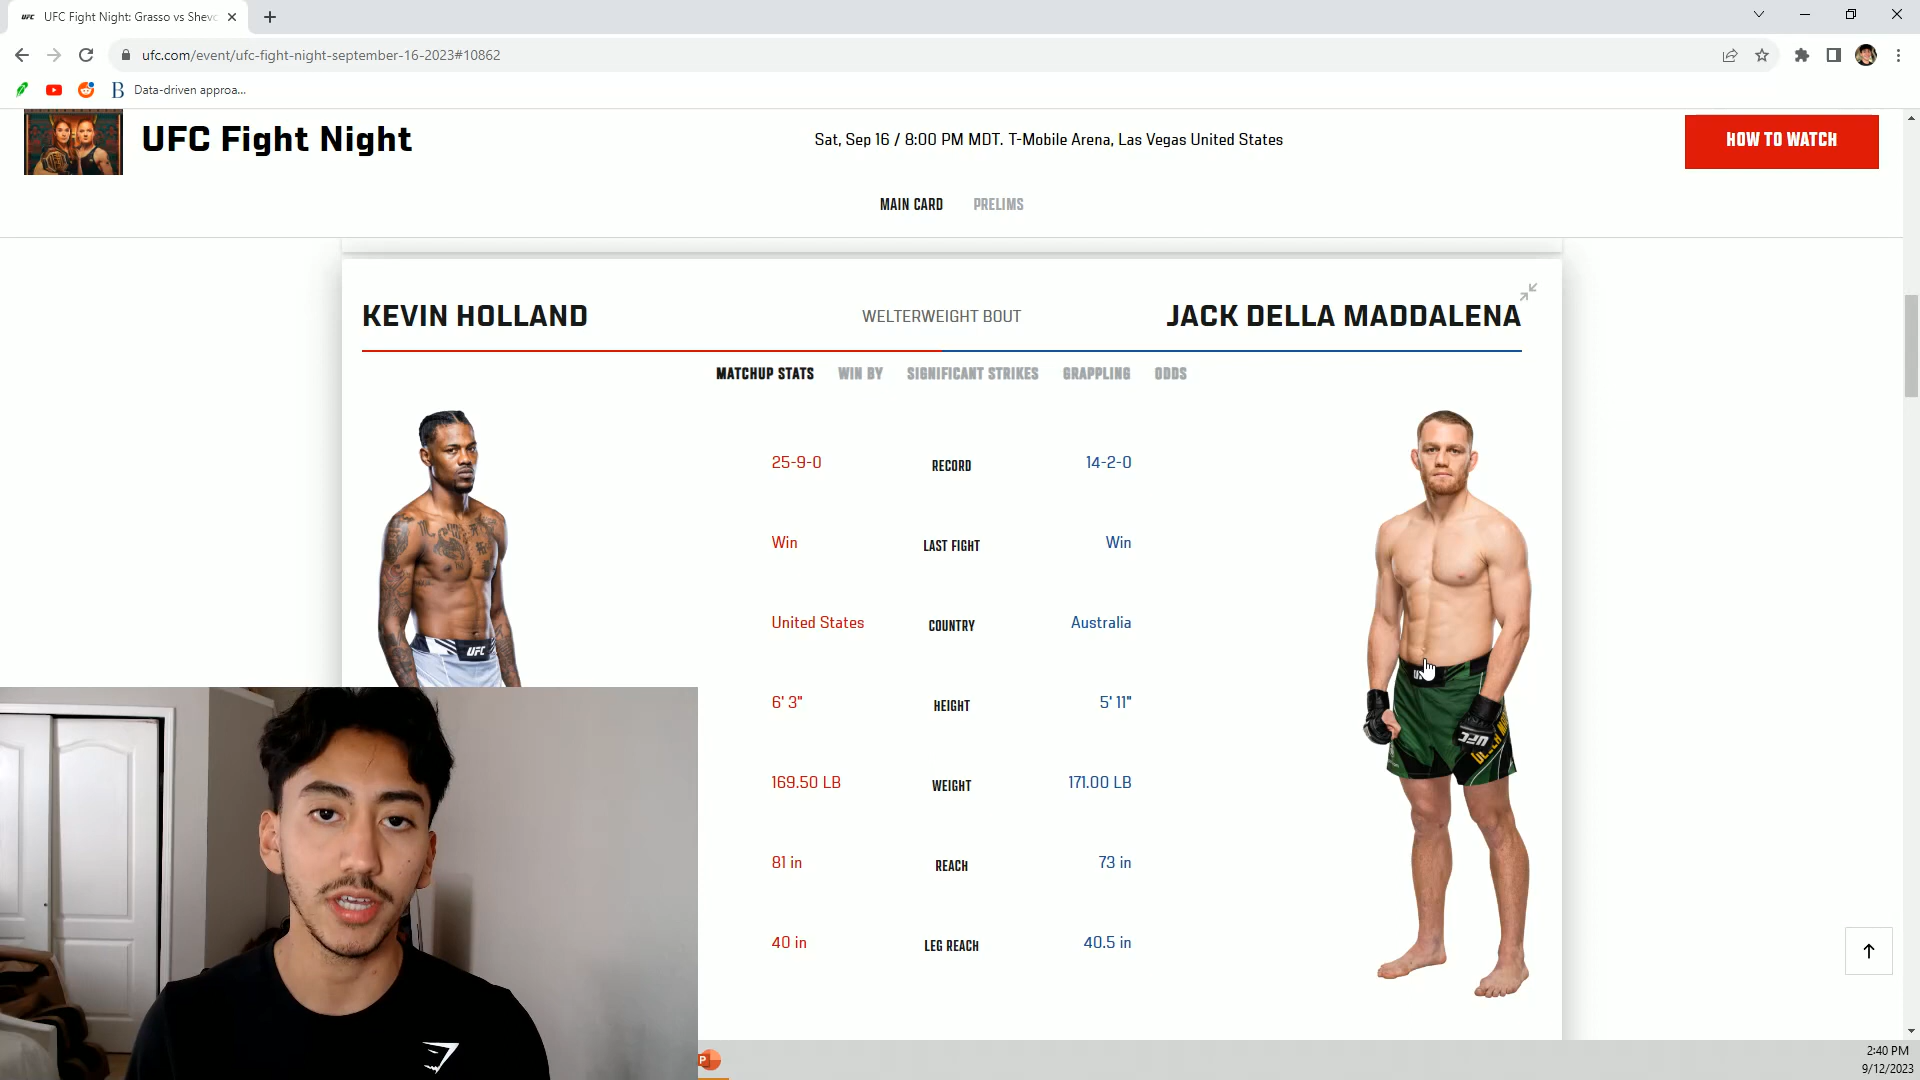 UFC Fight Night: Grasso vs Shevc
ufc.com/event/ufc-fight-night-september-16-2023#10862
B Data-driven approa...
UFC Fight Night
Sat, Sep 16 / 8:00 PM MDT. T-Mobile Arena, Las Vegas United States
HOW TO WATCH
MAIN CARD PRELIMS
KEVIN HOLLAND WELTERWEIGHT BOUT JACK DELLA MADDALENA
MATCHUP STATS WIN BY SIGNIFICANT STRIKES GRAPPLING ODDS
25-9-0 RECORD 14-2-0
Win LAST FIGHT Win
United States COUNTRY Australia
UFC
6' 3" HEIGHT 5' 11"
UFC
169.50 LB WEIGHT 171.00 LB
81 in REACH 73 in
40 in LEG REACH 40.5 in
P
2:40 PM
9/12/2023